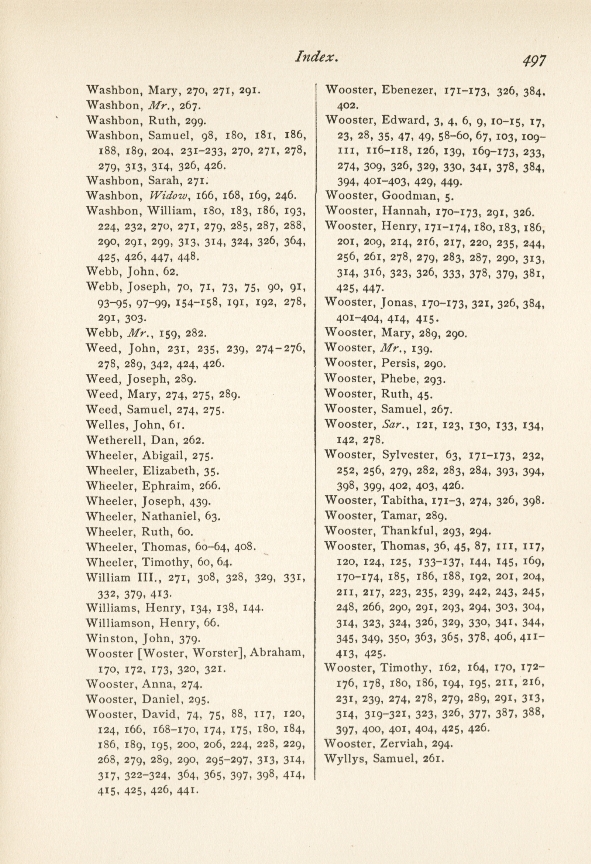 Index.
497
Washbon, Mary, 270, 271, 291.
Washbon, Mr., 267.
Washbon, Ruth, 299.
Washbon, Samuel, 98, 180, 181, 186,
188, 189, 204, 231-233, 270, 271, 278,
279, 313, 314, 326, 426.
Washbon, Sarah, 271.
Washbon, Widow, 166, 168, 169, 246.
Washbon, William, 180, 183, 186, 193,
224, 232, 270, 271, 279, 285, 287, 288,
290, 291, 299, 313, 314, 324, 326, 364,
425, 426, 447, 448.
Webb, John, 62.
Webb, Joseph, 70, 71, 73, 75, 90, 91,
93-95, 97-99, 154-158, 191, 192, 278,
291, 303.
Webb, Mr., 159, 282.
Weed, John, 231, 235, 239, 274-276,
278, 289, 342, 424, 426.
Weed, Joseph, 289.
Weed, Mary, 274, 275, 289.
Weed, Samuel, 274, 275.
Welles, John, 61.
Wetherell, Dan, 262.
Wheeler, Abigail, 275.
Wheeler, Elizabeth, 35.
Wheeler, Ephraim, 266.
Wheeler, Joseph, 439.
Wheeler, Nathaniel, 63.
Wheeler, Ruth, 60.
Wheeler, Thomas, 60-64, 408.
Wheeler, Timothy, 60, 64.
William III., 271, 308, 328, 329, 331,
332, 379, 413.
Williams, Henry, 134, 138, 144.
Williamson, Henry, 66.
Winston, John, 379.
Wooster [Woster, Worster], Abraham,
170, 172, 173, 320, 321.
Wooster, Anna, 274.
Wooster, Daniel, 295.
Wooster, David, 74, 75, 88, 117, 120,
124, 166, 168-170, 174, 175, 180, 184,
186, 189, 195, 200, 206, 224, 228, 229,
268, 279, 289, 290, 295-297, 313, 314,
317, 322-324, 364, 365, 397, 398, 414,
415, 425, 426, 441.
Wooster, Ebenezer, 171-173, 326, 384,
402.
Wooster, Edward, 3, 4, 6, 9, 10-15, 17,
23, 28, 35, 47, 49, 58-60, 67, 103, 109-
111, 116-118, 126, 139, 169-173, 233,
274, 309, 326, 329, 330, 341, 378, 384,
394, 401-403, 429, 449.
Wooster, Goodman, 5.
Wooster, Hannah, 170-173, 291, 326.
Wooster, Henry, 171-174, 180, 183, 186,
201, 209, 214, 216, 217, 220, 235, 244,
256, 261, 278, 279, 283, 287, 290, 313,
314, 316, 323, 326, 333, 378, 379, 381,
425, 447.
Wooster, Jonas, 170-173, 321, 326, 384,
401-404, 414, 415.
Wooster, Mary, 289, 290.
Wooster, Mr., 139.
Wooster, Persis, 290.
Wooster, Phebe, 293.
Wooster, Ruth, 45.
Wooster, Samuel, 267.
Wooster, Sar., 121, 123, 130, 133, 134,
142, 278.
Wooster, Sylvester, 63, 171-173, 232,
252, 256, 279, 282, 283, 284, 393, 394,
398, 399, 402, 403, 426.
Wooster, Tabitha, 171-3, 274, 326, 398.
Wooster, Tamar, 289.
Wooster, Thankful, 293, 294.
Wooster, Thomas, 36, 45, 87, 111, 117,
120, 124, 125, 133-137, 144, 145, 169,
170-174, 185, 186, 188, 192, 201, 204,
211, 217, 223, 235, 239, 242, 243, 245,
248, 266, 290, 291, 293, 294, 303, 304,
314, 323, 324, 326, 329, 330, 341, 344,
345, 349, 350, 363, 365, 378, 406, 411-
413, 425.
Wooster, Timothy, 162, 164, 170, 172-
176, 178, 180, 186, 194, 195, 211, 216,
231, 239, 274, 278, 279, 289, 291, 313,
314, 319-321, 323, 326, 377, 387, 388,
397, 400, 401, 404, 425, 426.
Wooster, Zerviah, 294.
Wyllys, Samuel, 261.